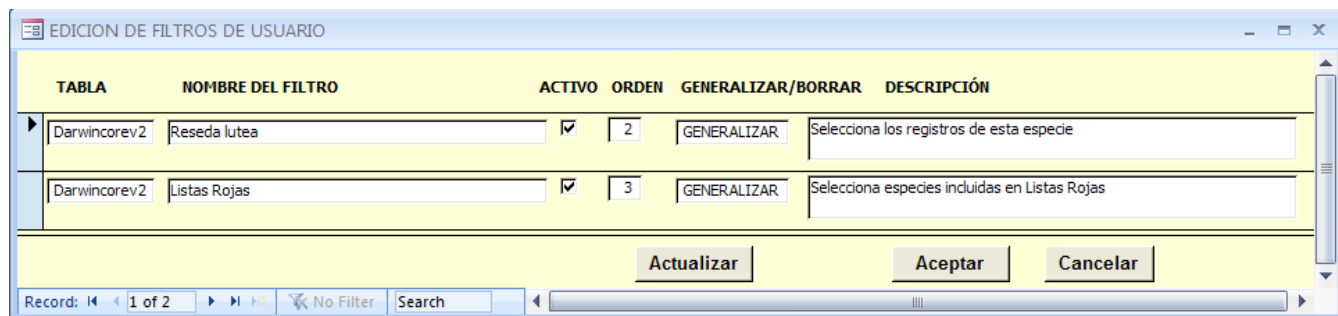 EDICION DE FILTROS DE USUARIO
TABLA NOMBRE DEL FILTRO ACTIVO ORDEN GENERALIZAR/BORRAR DESCRIPCIÓN
Darwincorev2 Reseda lutea 2 GENERALIZAR Selecciona los registros de esta especie
Darwincorev2 Listas Rojas 3 GENERALIZAR Selecciona especies incluidas en Listas Rojas
Actualizar Aceptar Cancelar
Record: 1 of 2 No Filter Search